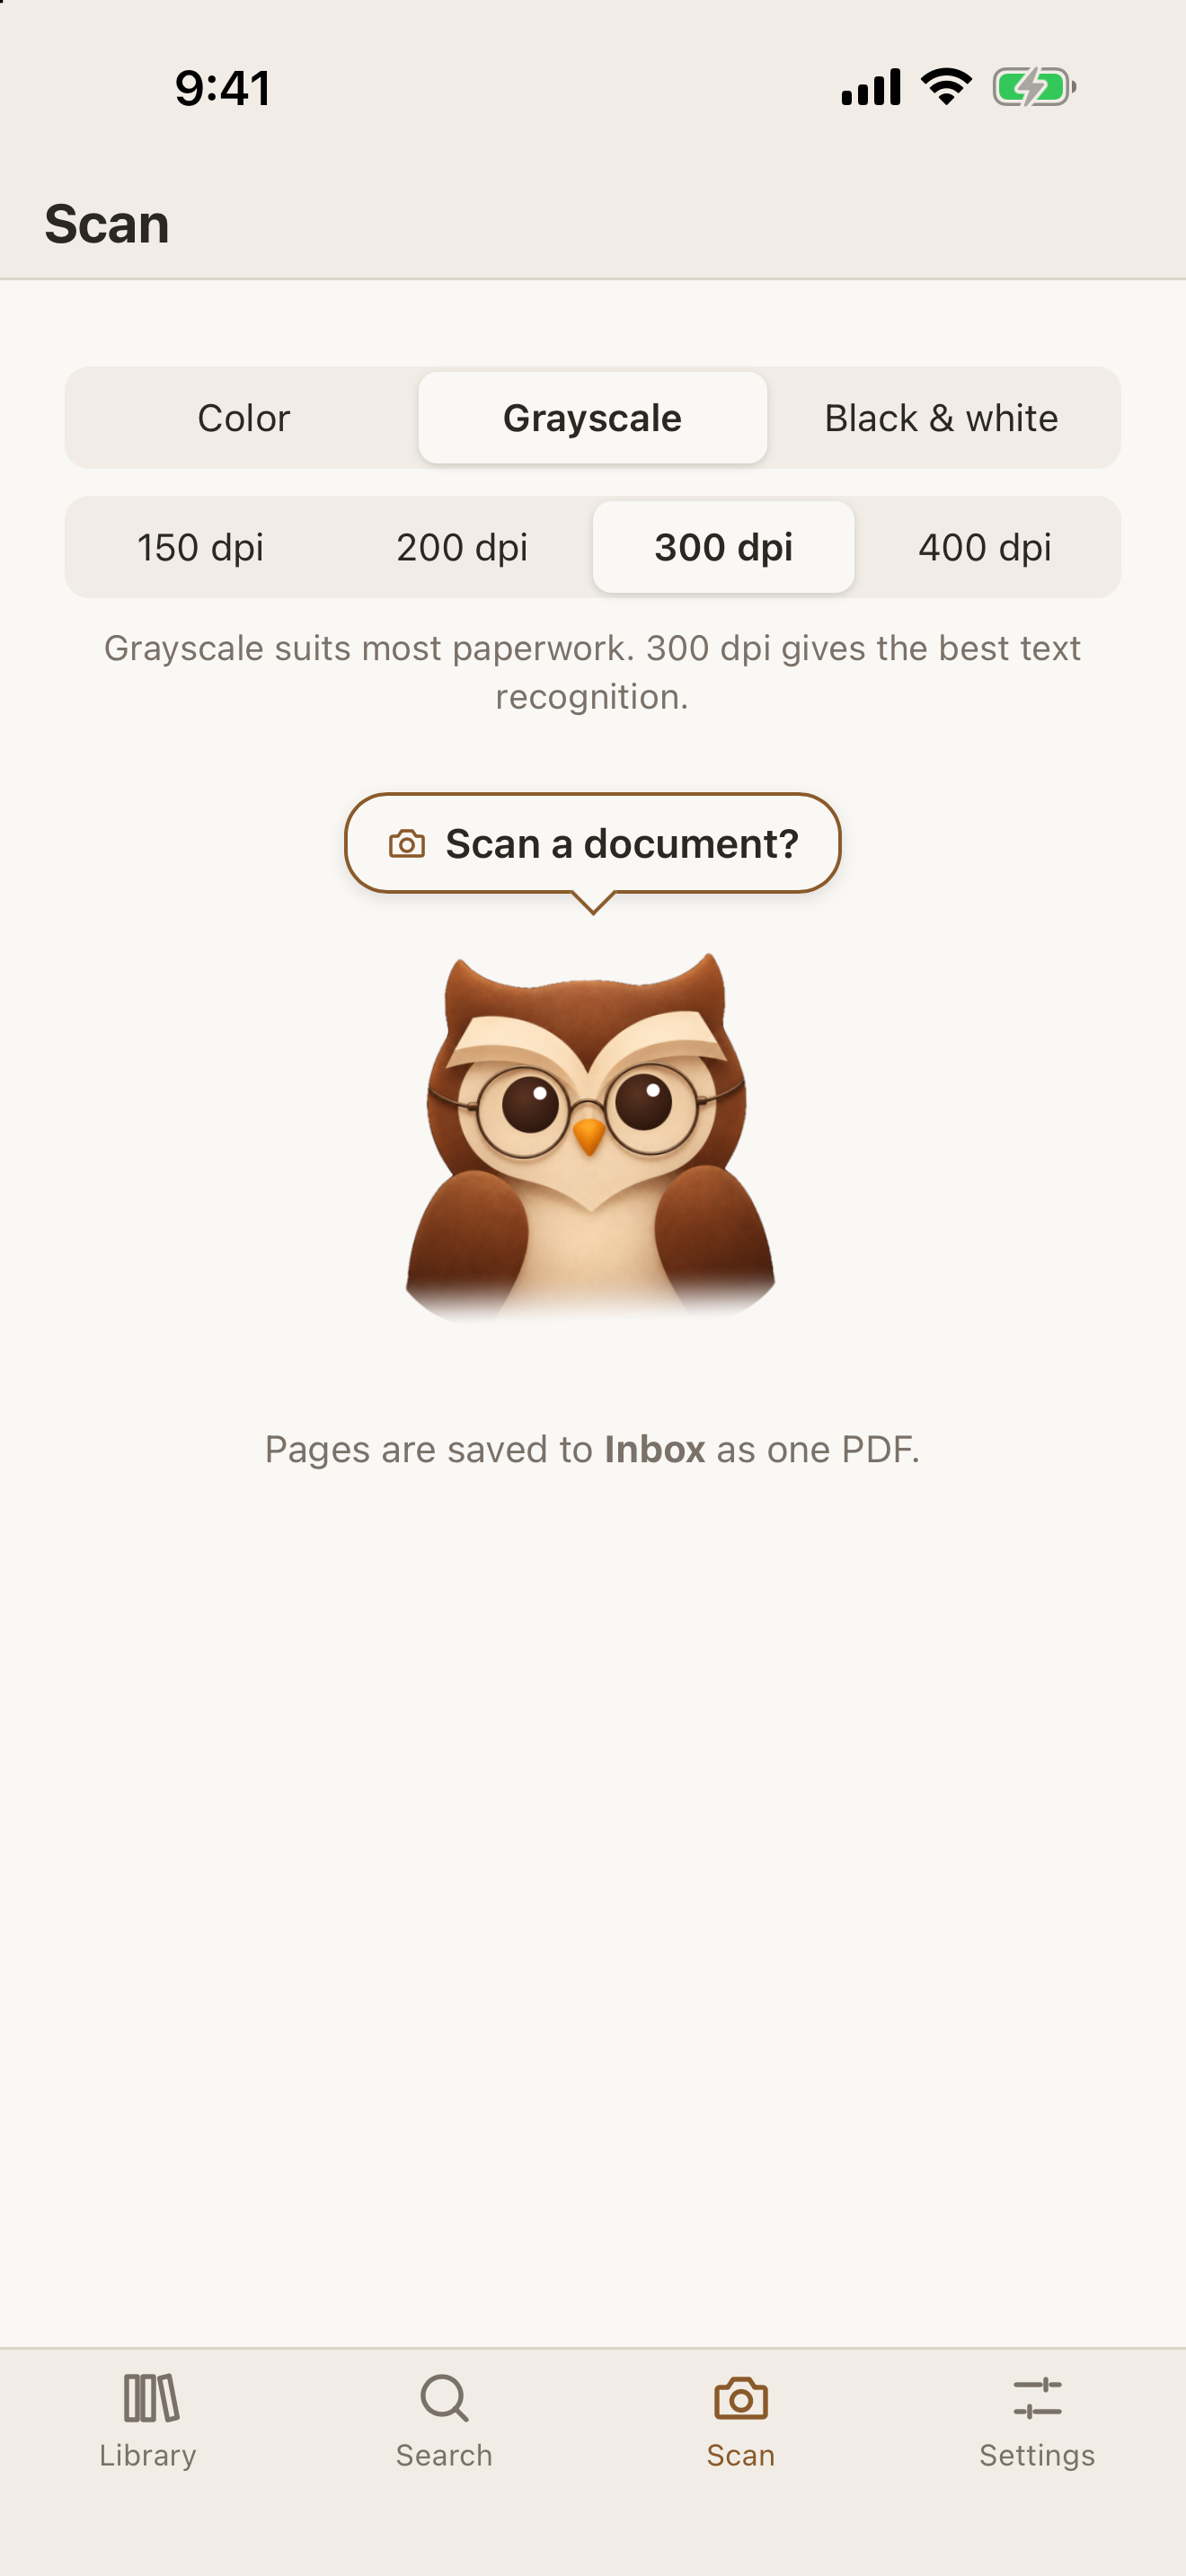 9:41
Scan
Color Grayscale Black & white
150 dpi 200 dpi 300 dpi 400 dpi
Grayscale suits most paperwork. 300 dpi gives the best text
recognition.
Scan a document?
Pages are saved to Inbox as one PDF.
Library Search Scan Settings